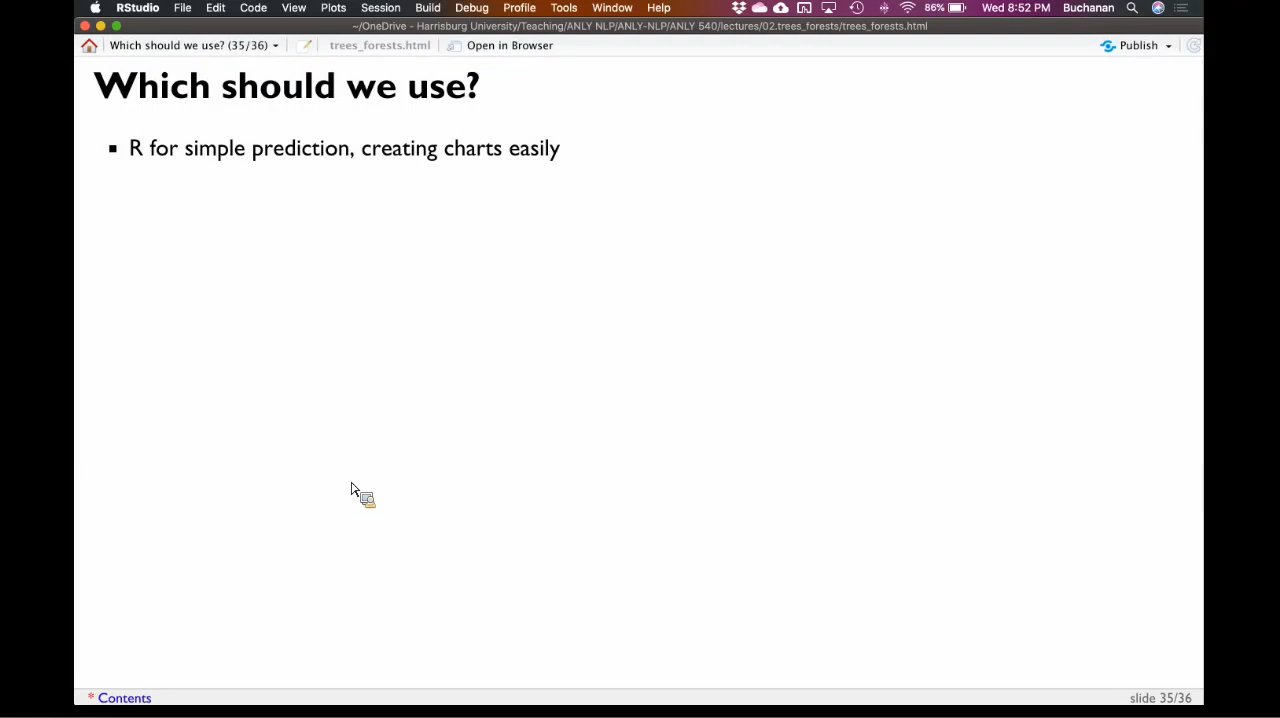 RStudio File Edit Code View Plots Session Build Debug Profile Tools Window Help 86% Wed 8:52 PM Buchanan
~/OneDrive - Harrisburg University/Teaching/ANLY NLP/ANLY-NLP/ANLY 540/lectures/02.trees_forests/trees_forests.html
Which should we use? (35/36) trees_forests.html Open in Browser Publish
Which should we use?
R for simple prediction, creating charts easily
* Contents slide 35/36